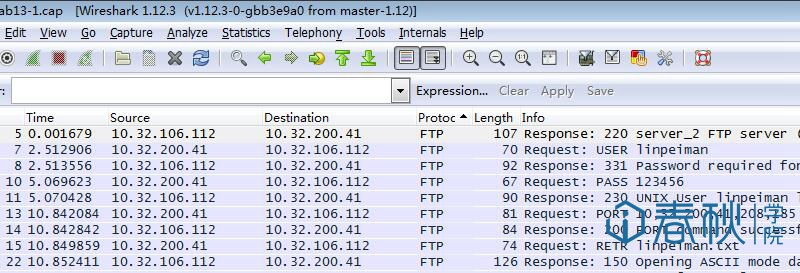 ab13-1.cap [Wireshark 1.12.3 (v1.12.3-0-gbb3e9a0 from master-1.12)]
Edit View Go Capture Analyze Statistics Telephony Tools Internals Help
Expression... Clear Apply Save
Time Source Destination Protoc Length Info
5 0.001679 10.32.106.112 10.32.200.41 FTP 107 Response: 220 server_2 FTP server (
7 2.512906 10.32.200.41 10.32.106.112 FTP 70 Request: USER linpeiman
8 2.513556 10.32.106.112 10.32.200.41 FTP 92 Response: 331 Password required for
10 5.069623 10.32.200.41 10.32.106.112 FTP 67 Request: PASS 123456
11 5.070428 10.32.106.112 10.32.200.41 FTP 90 Response: 230 UNIX User linpeiman
13 10.842084 10.32.200.41 10.32.106.112 FTP 81 Request: PORT
14 10.842842 10.32.106.112 10.32.200.41 FTP 84 Response: 200 PORT command successf
15 10.849859 10.32.200.41 10.32.106.112 FTP 74 Request: RETR linpeiman.txt
22 10.852411 10.32.106.112 10.32.200.41 FTP 126 Response: 150 Opening ASCII mode da
春秋学院